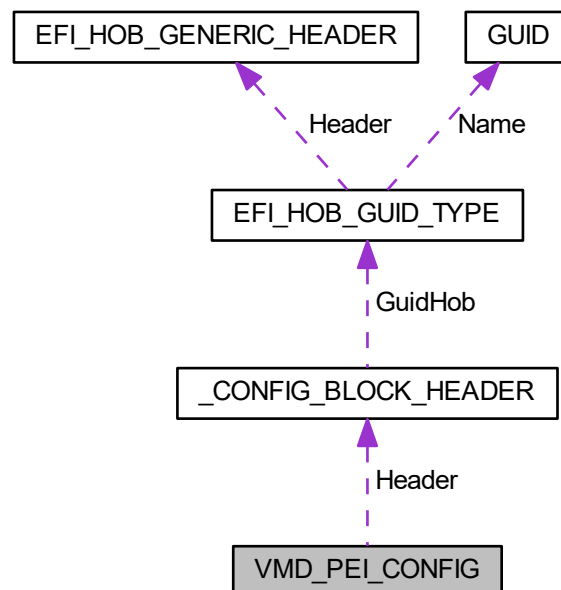 EFI_HOB_GENERIC_HEADER
GUID
Header
Name
EFI_HOB_GUID_TYPE
GuidHob
_CONFIG_BLOCK_HEADER
Header
VMD_PEI_CONFIG